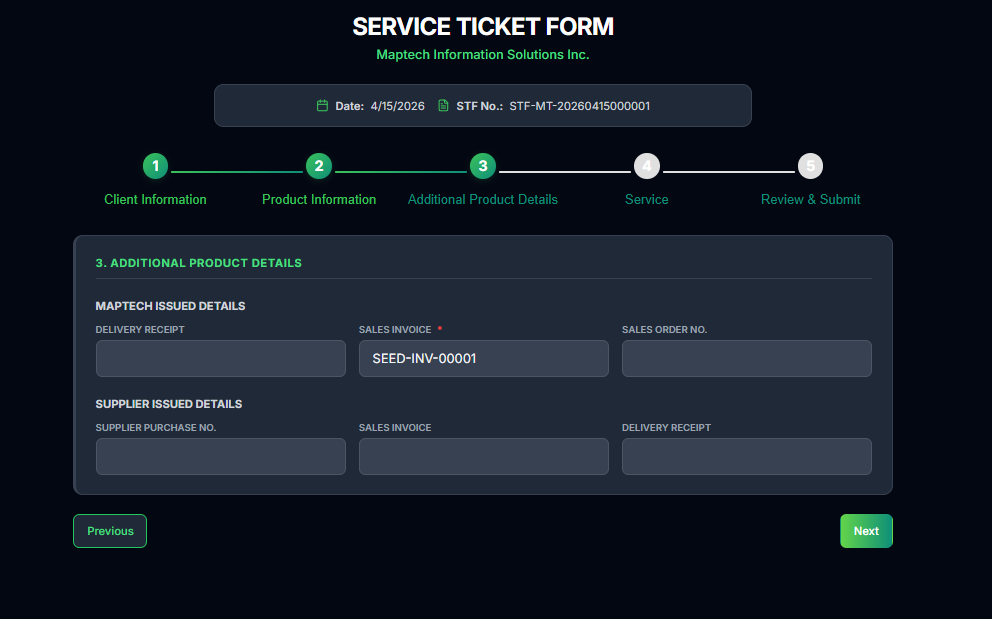 SERVICE TICKET FORM
Maptech Information Solutions Inc.
Date: 4/15/2026 STF No.: STF-MT-20260415000001
1 2 3 4 5
Client Information Product Information Additional Product Details Service Review & Submit
3. ADDITIONAL PRODUCT DETAILS
MAPTECH ISSUED DETAILS
DELIVERY RECEIPT SALES INVOICE * SALES ORDER NO.
SEED-INV-00001
SUPPLIER ISSUED DETAILS
SUPPLIER PURCHASE NO. SALES INVOICE DELIVERY RECEIPT
Previous Next